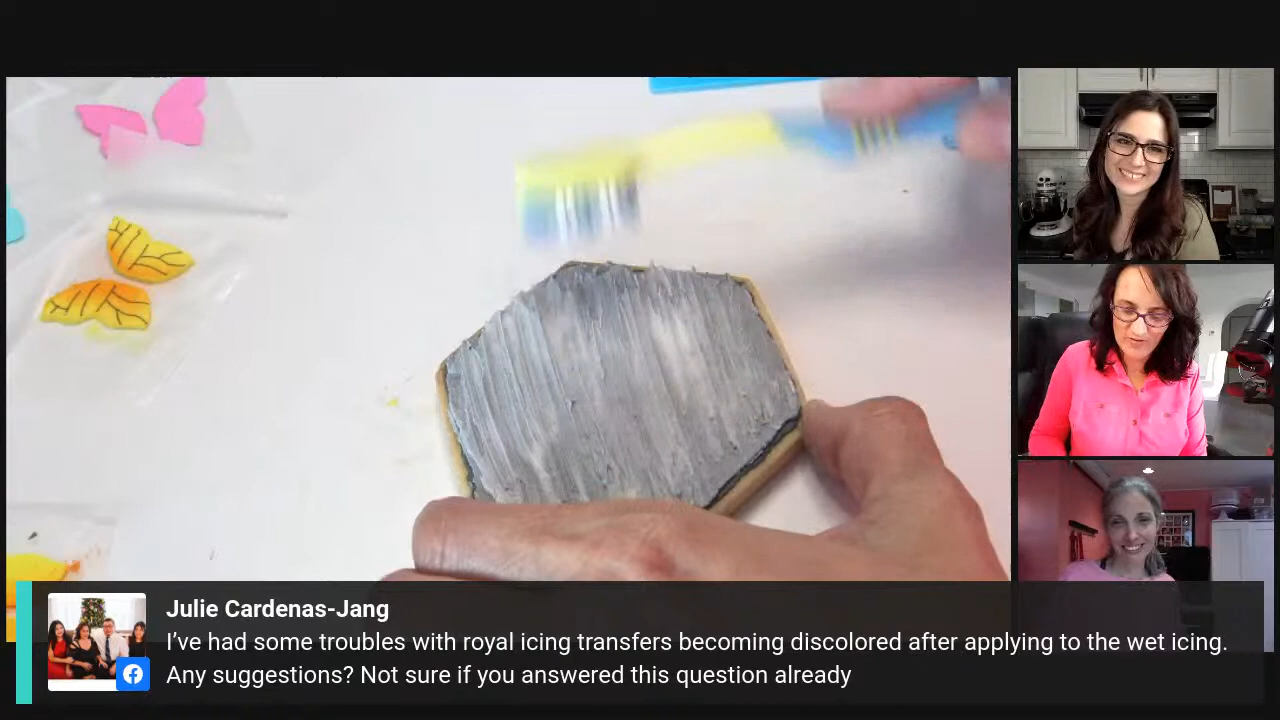 Julie Cardenas-Jang
I’ve had some troubles with royal icing transfers becoming discolored after applying to the wet icing.
Any suggestions? Not sure if you answered this question already